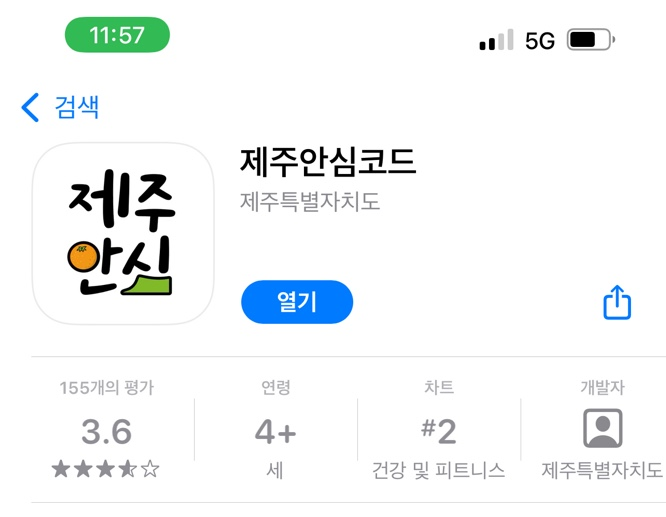 11:57
5G
검색
제주
안심
제주안심코드
제주특별자치도
열기
155개의 평가
3.6
연령
4+
세
차트
#2
건강 및 피트니스
개발자
제주특별자치도